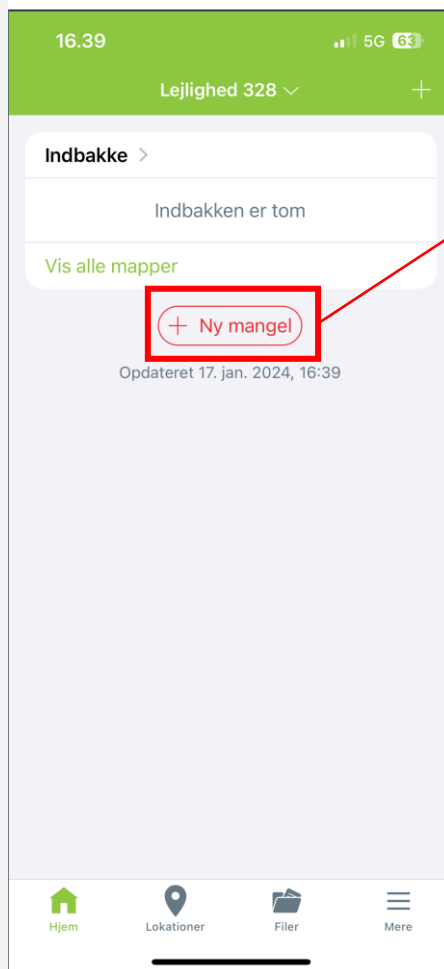 16.39 5G 63
Lejlighed 328
Indbakke
Indbakken er tom
Vis alle mapper
+ Ny mangel
Opdateret 17. jan. 2024, 16:39
Hjem Lokationer Filer Mere